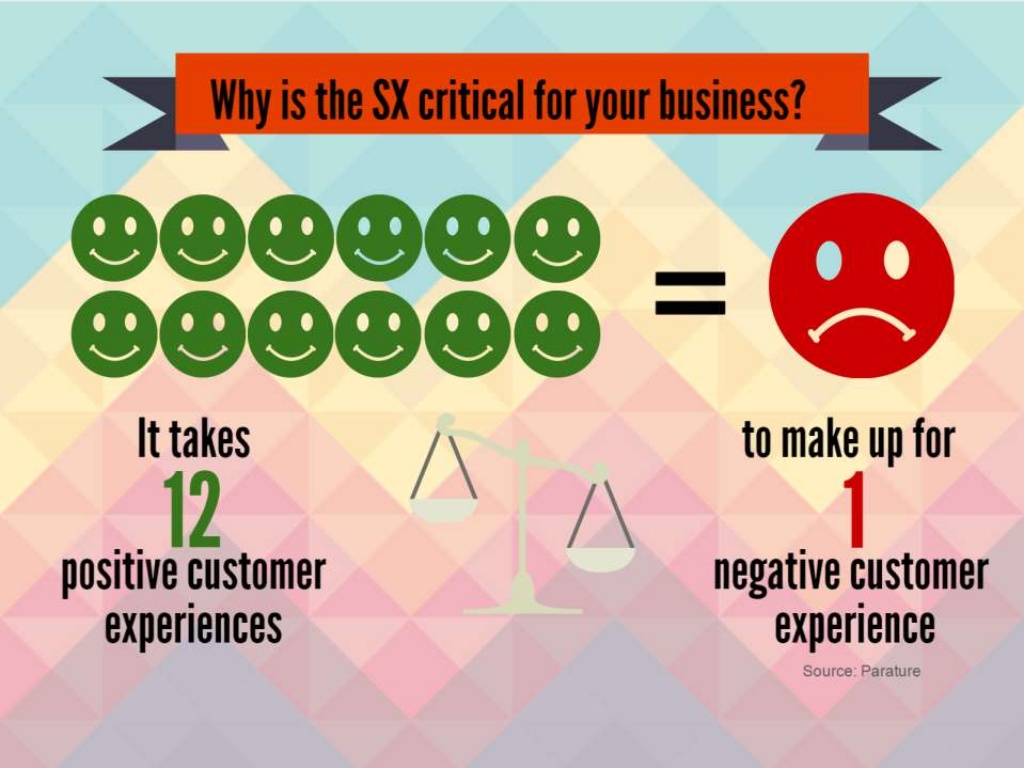 Why is the SX critical for your business?
=
It takes
12
positive customer
experiences
to make up for
1
negative customer
experience
Source: Parature